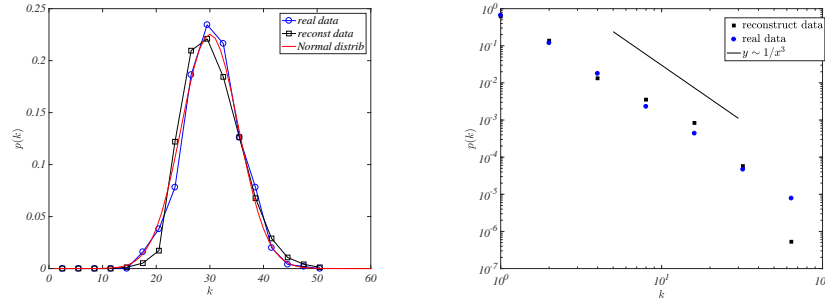 0.25
0.2
0.15
0.1
0.05
0
p(k)
0 10 20 30 40 50 60
k
real data
reconst data
Normal distrib
10^0
10^-1
10^-2
10^-3
10^-4
10^-5
10^-6
10^-7
p(k)
10^0 10^1 10^2
k
reconstruct data
real data
y ~ 1/x^3